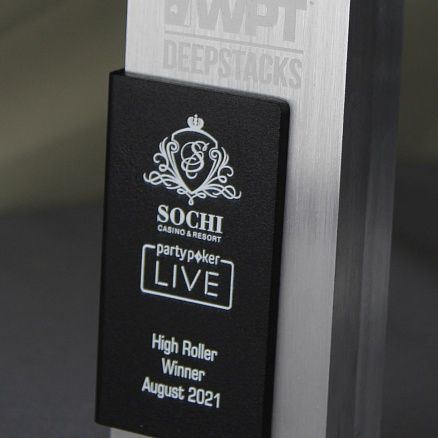 WPT
DEEPSTACKS
SOCHI
CASINO & RESORT
partypoker
LIVE
High Roller
Winner
August 2021